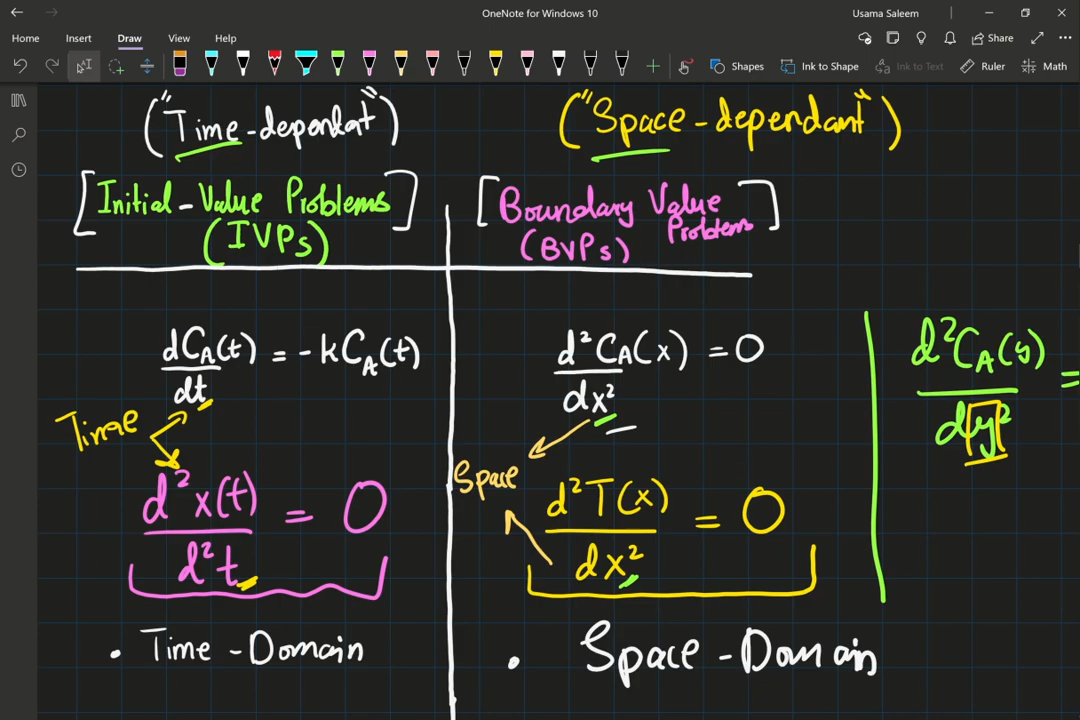 OneNote for Windows 10
Usama Saleem
Home Insert Draw View Help
Share
Shapes Ink to Shape Ink to Text Ruler Math
("Time-dependat")
("Space-dependant")
[Initial-Value Problems]
(IVPs)
[Boundary Value Problems]
(BVPs)
dCA(t)/dt = -kCA(t)
Time
d²x(t)/d²t = 0
• Time-Domain
d²CA(x)/dx² = 0
Space
d²T(x)/dx² = 0
• Space-Domain
d²CA(y)/dy² =